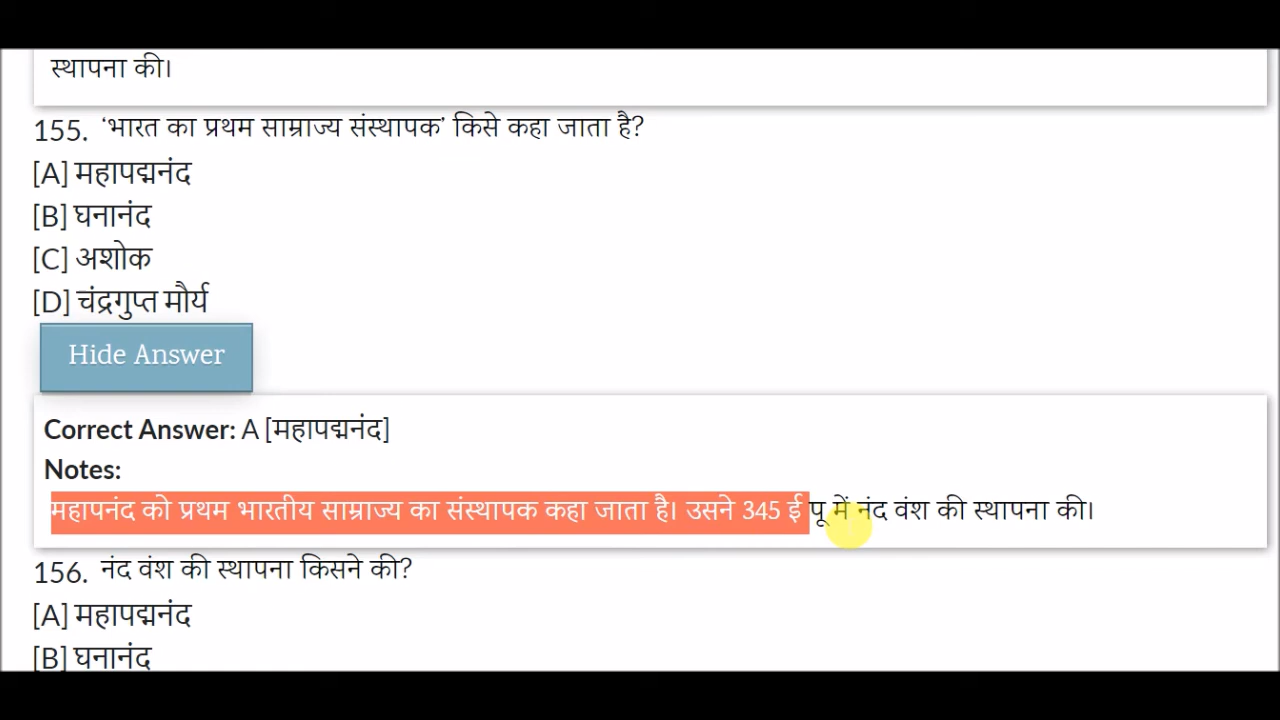 स्थापना की।
155. ‘भारत का प्रथम साम्राज्य संस्थापक’ किसे कहा जाता है?
[A] महापद्मनंद
[B] घनानंद
[C] अशोक
[D] चंद्रगुप्त मौर्य
Hide Answer
Correct Answer: A [महापद्मनंद]
Notes:
महापनंद को प्रथम भारतीय साम्राज्य का संस्थापक कहा जाता है। उसने 345 ई पू में नंद वंश की स्थापना की।
156. नंद वंश की स्थापना किसने की?
[A] महापद्मनंद
[B] घनानंद